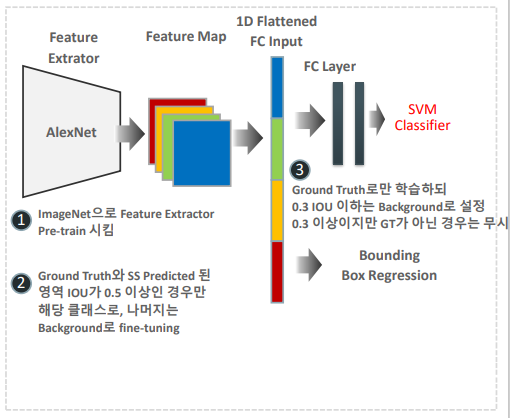 Feature
Extrator
Feature Map
1D Flattened
FC Input
FC Layer
AlexNet
SVM
Classifier
1 ImageNet으로 Feature Extractor
Pre-train 시킴
2 Ground Truth와 SS Predicted 된
영역 IOU가 0.5 이상인 경우만
해당 클래스로, 나머지는
Background로 fine-tuning
3
Ground Truth로만 학습하되
0.3 IOU 이하는 Background로 설정
0.3 이상이지만 GT가 아닌 경우는 무시
Bounding
Box Regression